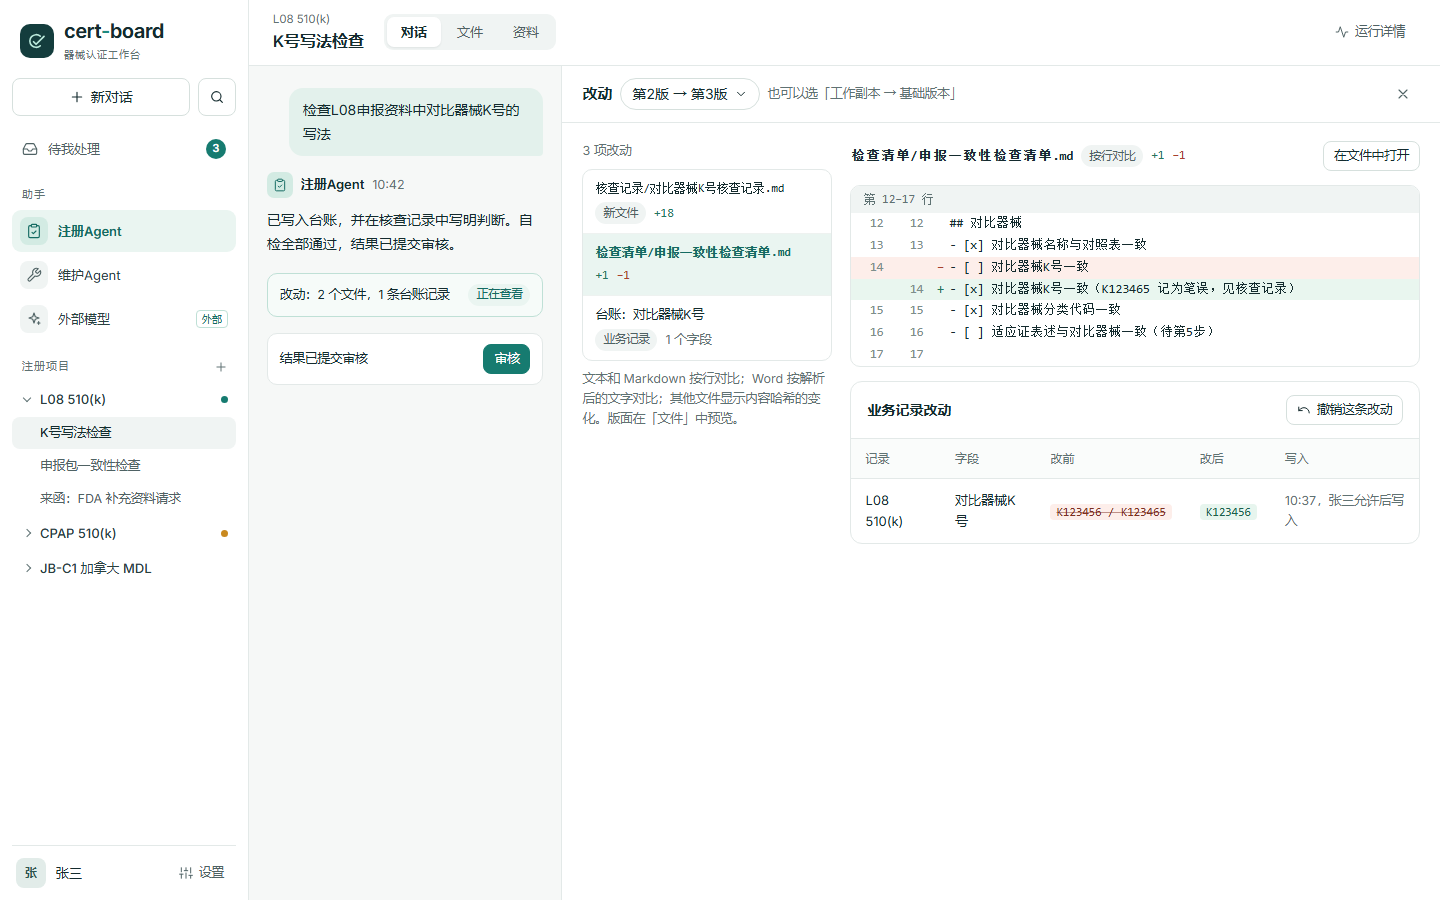 cert-board
器械认证工作台
新对话
待我处理
3
助手
注册Agent
维护Agent
外部模型
外部
注册项目
L08 510(k)
K号写法检查
申报包一致性检查
来函：FDA 补充资料请求
CPAP 510(k)
JB-C1 加拿大 MDL
张
张三
设置
L08 510(k)
K号写法检查
对话
文件
资料
运行详情
检查L08申报资料中对比器械K号的
写法
注册Agent 10:42
已写入台账，并在核查记录中写明判断。自
检全部通过，结果已提交审核。
改动：2 个文件，1 条台账记录
正在查看
结果已提交审核
审核
改动
第2版 → 第3版
也可以选「工作副本 → 基础版本」
3 项改动
核查记录/对比器械K号核查记录.md
新文件 +18
检查清单/申报一致性检查清单.md
+1 −1
台账：对比器械K号
业务记录 1 个字段
文本和 Markdown 按行对比；Word 按解析
后的文字对比；其他文件显示内容哈希的变
化。版面在「文件」中预览。
检查清单/申报一致性检查清单.md 按行对比 +1 −1
在文件中打开
第 12–17 行
12 12 ## 对比器械
13 13 - [x] 对比器械名称与对照表一致
14 − - [ ] 对比器械K号一致
14 + - [x] 对比器械K号一致（K123465 记为笔误，见核查记录）
15 15 - [x] 对比器械分类代码一致
16 16 - [ ] 适应证表述与对比器械一致（待第5步）
17 17
业务记录改动
撤销这条改动
记录 字段 改前 改后 写入
L08
510(k)
对比器械K
号
K123456 / K123465
K123456
10:37，张三允许后写
入